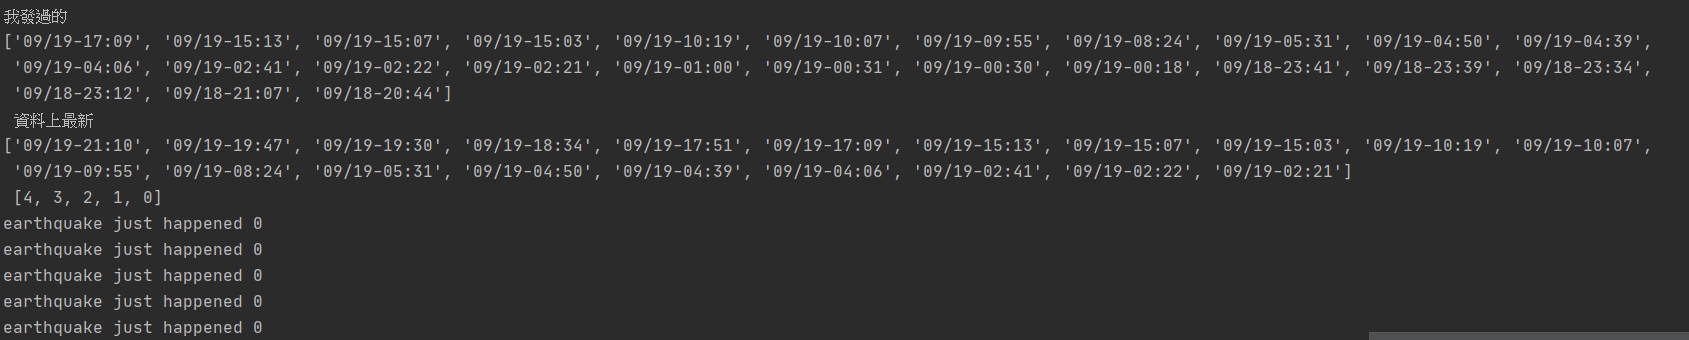 我發過的
['09/19-17:09', '09/19-15:13', '09/19-15:07', '09/19-15:03', '09/19-10:19', '09/19-10:07', '09/19-09:55', '09/19-08:24', '09/19-05:31', '09/19-04:50', '09/19-04:39',
'09/19-04:06', '09/19-02:41', '09/19-02:22', '09/19-02:21', '09/19-01:00', '09/19-00:31', '09/19-00:30', '09/19-00:18', '09/18-23:41', '09/18-23:39', '09/18-23:34',
'09/18-23:12', '09/18-21:07', '09/18-20:44']
資料上最新
['09/19-21:10', '09/19-19:47', '09/19-19:30', '09/19-18:34', '09/19-17:51', '09/19-17:09', '09/19-15:13', '09/19-15:07', '09/19-15:03', '09/19-10:19', '09/19-10:07',
'09/19-09:55', '09/19-08:24', '09/19-05:31', '09/19-04:50', '09/19-04:39', '09/19-04:06', '09/19-02:41', '09/19-02:22', '09/19-02:21']
[4, 3, 2, 1, 0]
earthquake just happened 0
earthquake just happened 0
earthquake just happened 0
earthquake just happened 0
earthquake just happened 0